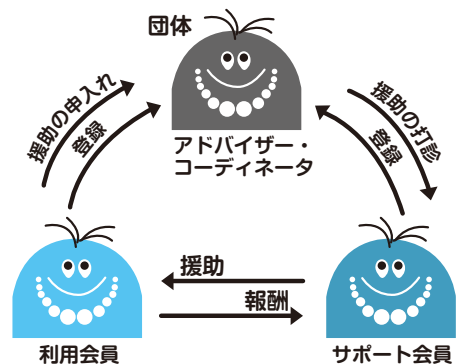 団体
アドバイザー・
コーディネータ
援助の申入れ
登録
援助の打診
登録
援助
報酬
利用会員
サポート会員